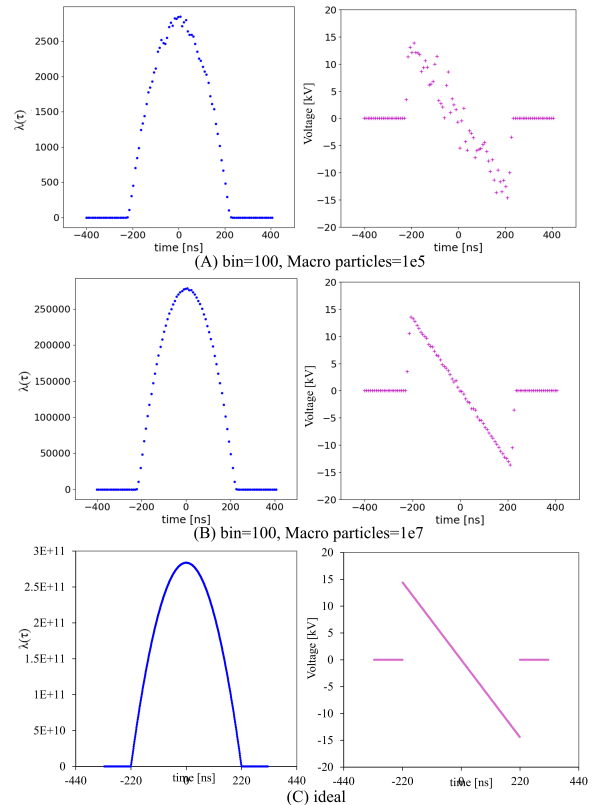 λ(τ)
2500
2000
1500
1000
500
0
−400 −200 0 200 400
time [ns]
Voltage [kV]
20
15
10
5
0
−5
−10
−15
−20
−400 −200 0 200 400
time [ns]
(A) bin=100, Macro particles=1e5
λ(τ)
250000
200000
150000
100000
50000
0
−400 −200 0 200 400
time [ns]
Voltage [kV]
20
15
10
5
0
−5
−10
−15
−20
−400 −200 0 200 400
time [ns]
(B) bin=100, Macro particles=1e7
λ(τ)
3E+11
2.5E+11
2E+11
1.5E+11
1E+11
5E+10
0
-440 -220 0 220 440
time [ns]
Voltage [kV]
20
15
10
5
0
-5
-10
-15
-20
-440 -220 0 220 440
time [ns]
(C) ideal